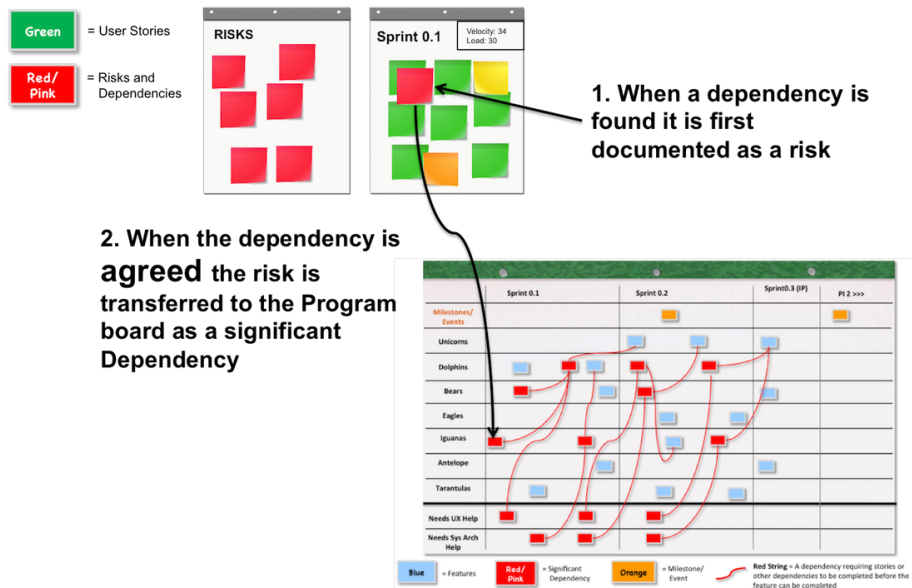 Green
= User Stories
Red/
Pink
= Risks and
Dependencies
RISKS
Sprint 0.1
Velocity: 34
Load: 30
1. When a dependency is
found it is first
documented as a risk
2. When the dependency is
agreed the risk is
transferred to the Program
board as a significant
Dependency
Sprint 0.1
Sprint 0.2
Sprint0.3 (IP)
PI 2 >>>
Milestones/
Events
Unicorns
Dolphins
Bears
Eagles
Iguanas
Antelope
Tarantulas
Needs UX Help
Needs Sys Arch
Help
Blue
= Features
Red/
Pink
= Significant
Dependency
Orange
= Milestone/
Event
Red String = A dependency requiring stories or
other dependencies to be completed before the
feature can be completed